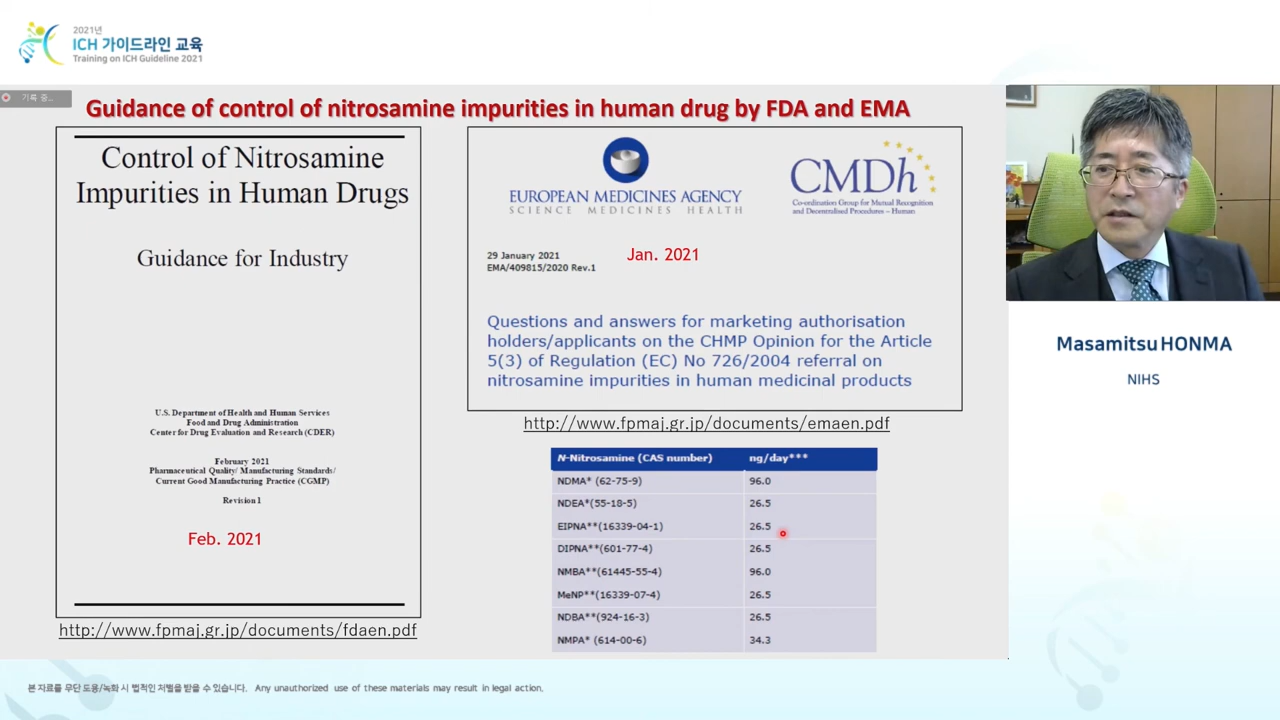 2021년
ICH 가이드라인 교육
Training on ICH Guideline 2021
기록 중...
Guidance of control of nitrosamine impurities in human drug by FDA and EMA
Control of Nitrosamine
Impurities in Human Drugs
Guidance for Industry
U.S. Department of Health and Human Services
Food and Drug Administration
Center for Drug Evaluation and Research (CDER)
February 2021
Pharmaceutical Quality/ Manufacturing Standards/
Current Good Manufacturing Practice (CGMP)
Revision 1
Feb. 2021
http://www.fpmaj.gr.jp/documents/fdaen.pdf
EUROPEAN MEDICINES AGENCY
SCIENCE MEDICINES HEALTH
CMDh
Co-ordination Group for Mutual Recognition
and Decentralised Procedures – Human
29 January 2021
EMA/409815/2020 Rev.1
Jan. 2021
Questions and answers for marketing authorisation
holders/applicants on the CHMP Opinion for the Article
5(3) of Regulation (EC) No 726/2004 referral on
nitrosamine impurities in human medicinal products
http://www.fpmaj.gr.jp/documents/emaen.pdf
N-Nitrosamine (CAS number) ng/day***
NDMA* (62-75-9) 96.0
NDEA*(55-18-5) 26.5
EIPNA**(16339-04-1) 26.5
DIPNA**(601-77-4) 26.5
NMBA**(61445-55-4) 96.0
MeNP**(16339-07-4) 26.5
NDBA**(924-16-3) 26.5
NMPA* (614-00-6) 34.3
Masamitsu HONMA
NIHS
본 자료를 무단 도용/녹화 시 법적인 처벌을 받을 수 있습니다. Any unauthorized use of these materials may result in legal action.